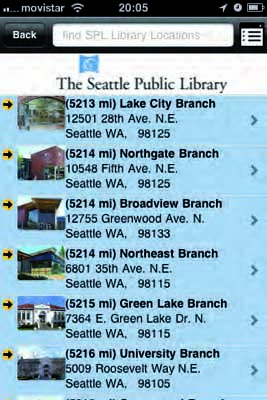 movistar 20:05
Back find SPL Library Locations
The Seattle Public Library
(5213 mi) Lake City Branch
12501 28th Ave. N.E.
Seattle WA, 98125
(5214 mi) Northgate Branch
10548 Fifth Ave. N.E.
Seattle WA, 98125
(5214 mi) Broadview Branch
12755 Greenwood Ave. N.
Seattle WA, 98133
(5214 mi) Northeast Branch
6801 35th Ave. N.E.
Seattle WA, 98115
(5215 mi) Green Lake Branch
7364 E. Green Lake Dr. N.
Seattle WA, 98115
(5216 mi) University Branch
5009 Roosevelt Way N.E.
Seattle WA, 98105